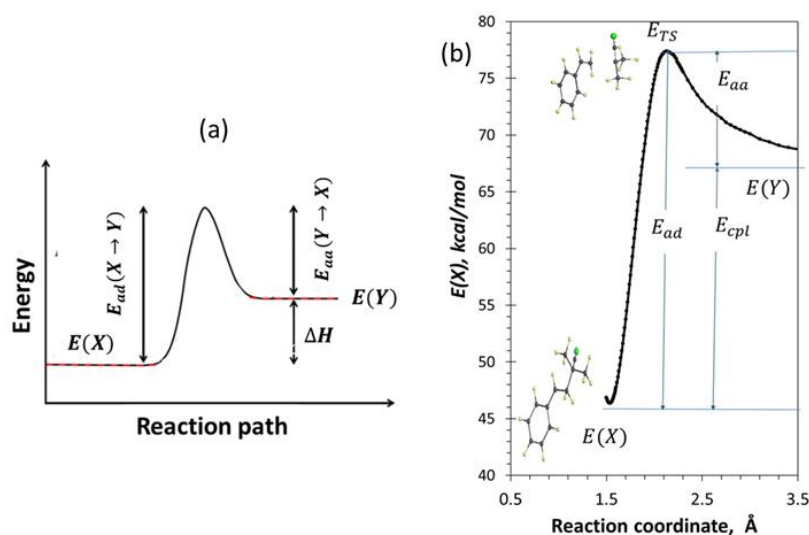 (a)
Energy
E_ad(X → Y)
E_aa(Y → X)
E(X)
E(Y)
ΔH
Reaction path
(b)
E(X), kcal/mol
80
75
70
65
60
55
50
45
40
E_TS
E_aa
E(Y)
E_ad
E_cpl
E(X)
0.5 1.5 2.5 3.5
Reaction coordinate, Å